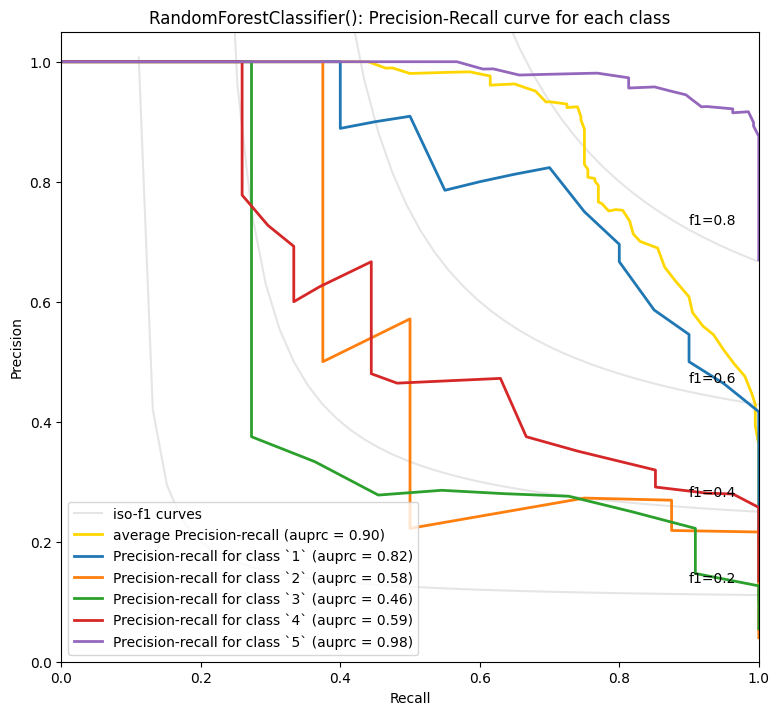 RandomForestClassifier(): Precision-Recall curve for each class
Precision
1.0
0.8
0.6
0.4
0.2
0.0
f1=0.8
f1=0.6
f1=0.4
f1=0.2
iso-f1 curves
average Precision-recall (auprc = 0.90)
Precision-recall for class `1` (auprc = 0.82)
Precision-recall for class `2` (auprc = 0.58)
Precision-recall for class `3` (auprc = 0.46)
Precision-recall for class `4` (auprc = 0.59)
Precision-recall for class `5` (auprc = 0.98)
0.0 0.2 0.4 0.6 0.8 1.0
Recall